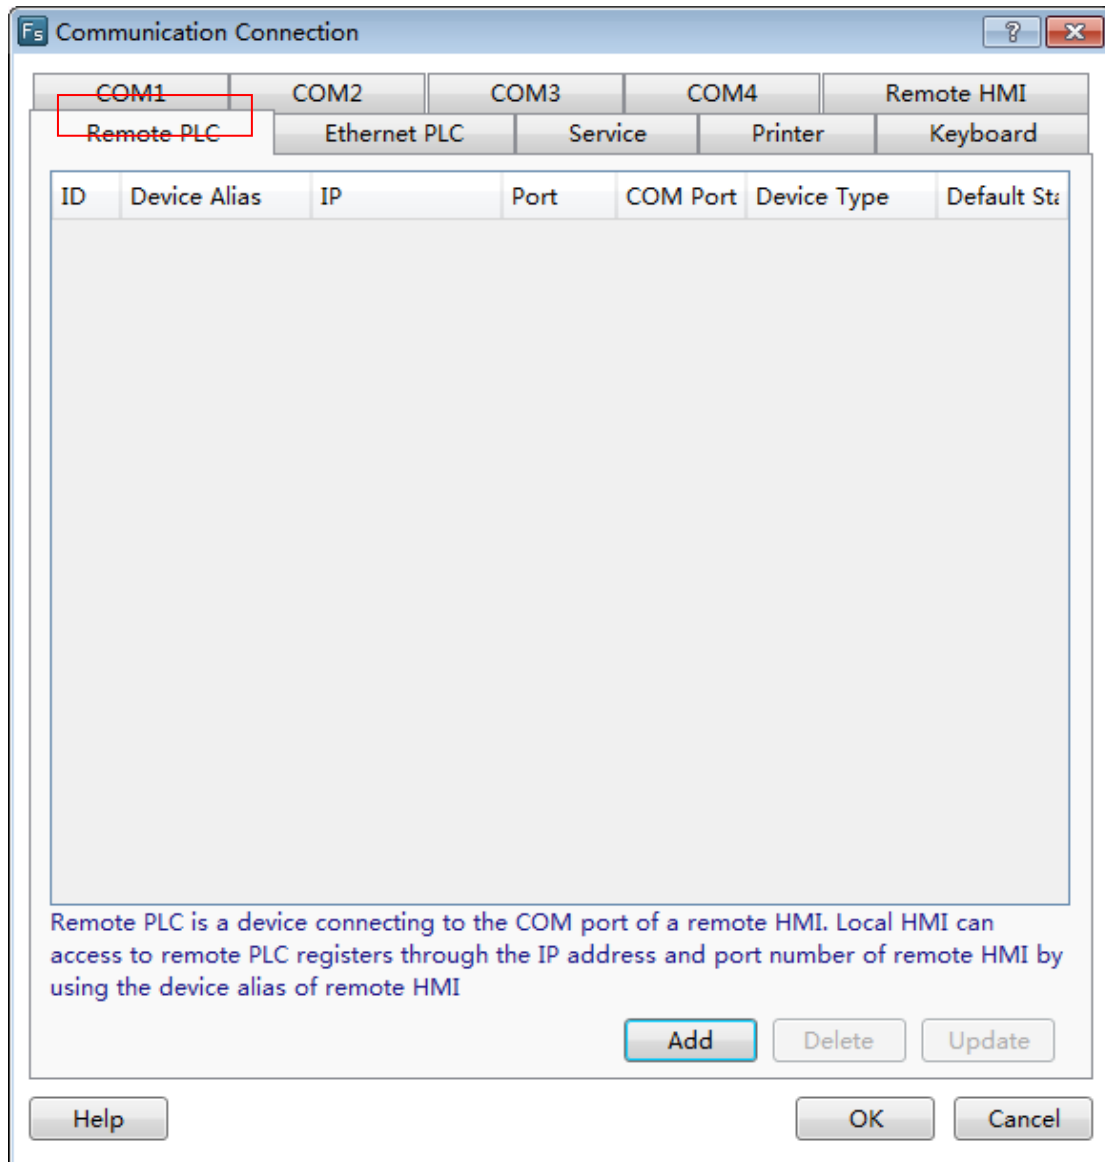 Fs Communication Connection ?
COM1 COM2 COM3 COM4 Remote HMI
Remote PLC Ethernet PLC Service Printer Keyboard
ID Device Alias IP Port COM Port Device Type Default Sta
Remote PLC is a device connecting to the COM port of a remote HMI. Local HMI can
access to remote PLC registers through the IP address and port number of remote HMI by
using the device alias of remote HMI
Add Delete Update
Help OK Cancel